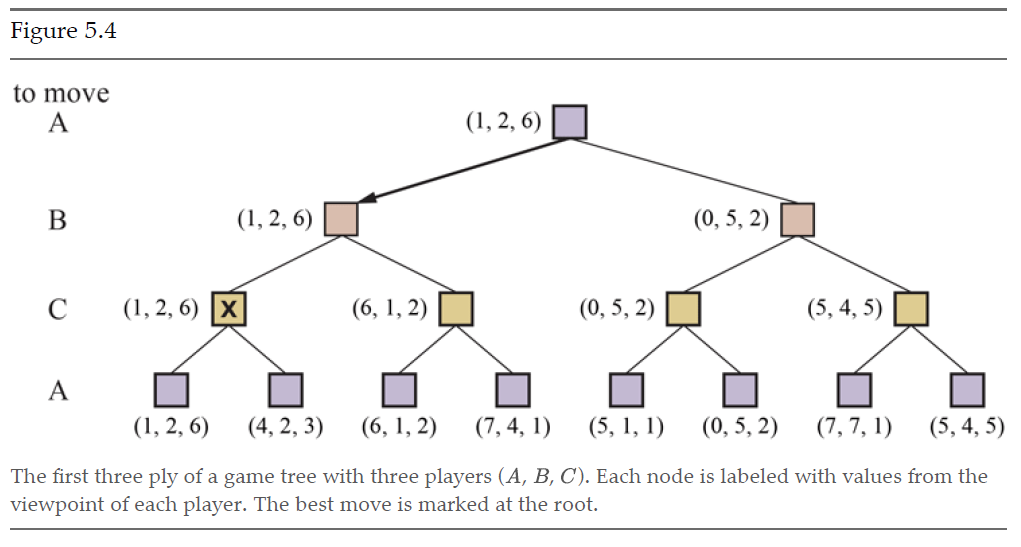 Figure 5.4
to move
A
(1, 2, 6)
B
(1, 2, 6)
(0, 5, 2)
C
(1, 2, 6)
X
(6, 1, 2)
(0, 5, 2)
(5, 4, 5)
A
(1, 2, 6)
(4, 2, 3)
(6, 1, 2)
(7, 4, 1)
(5, 1, 1)
(0, 5, 2)
(7, 7, 1)
(5, 4, 5)
The first three ply of a game tree with three players (A, B, C). Each node is labeled with values from the
viewpoint of each player. The best move is marked at the root.